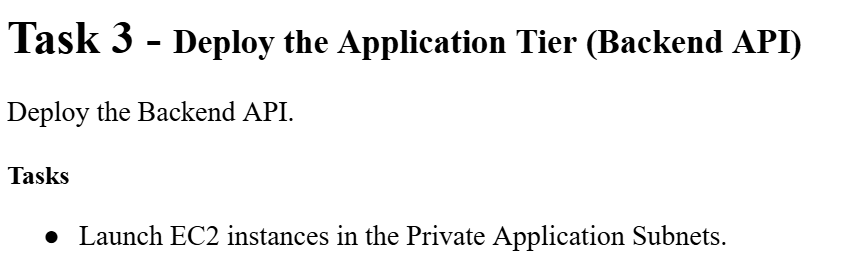 Task 3 - Deploy the Application Tier (Backend API)
Deploy the Backend API.
Tasks
● Launch EC2 instances in the Private Application Subnets.